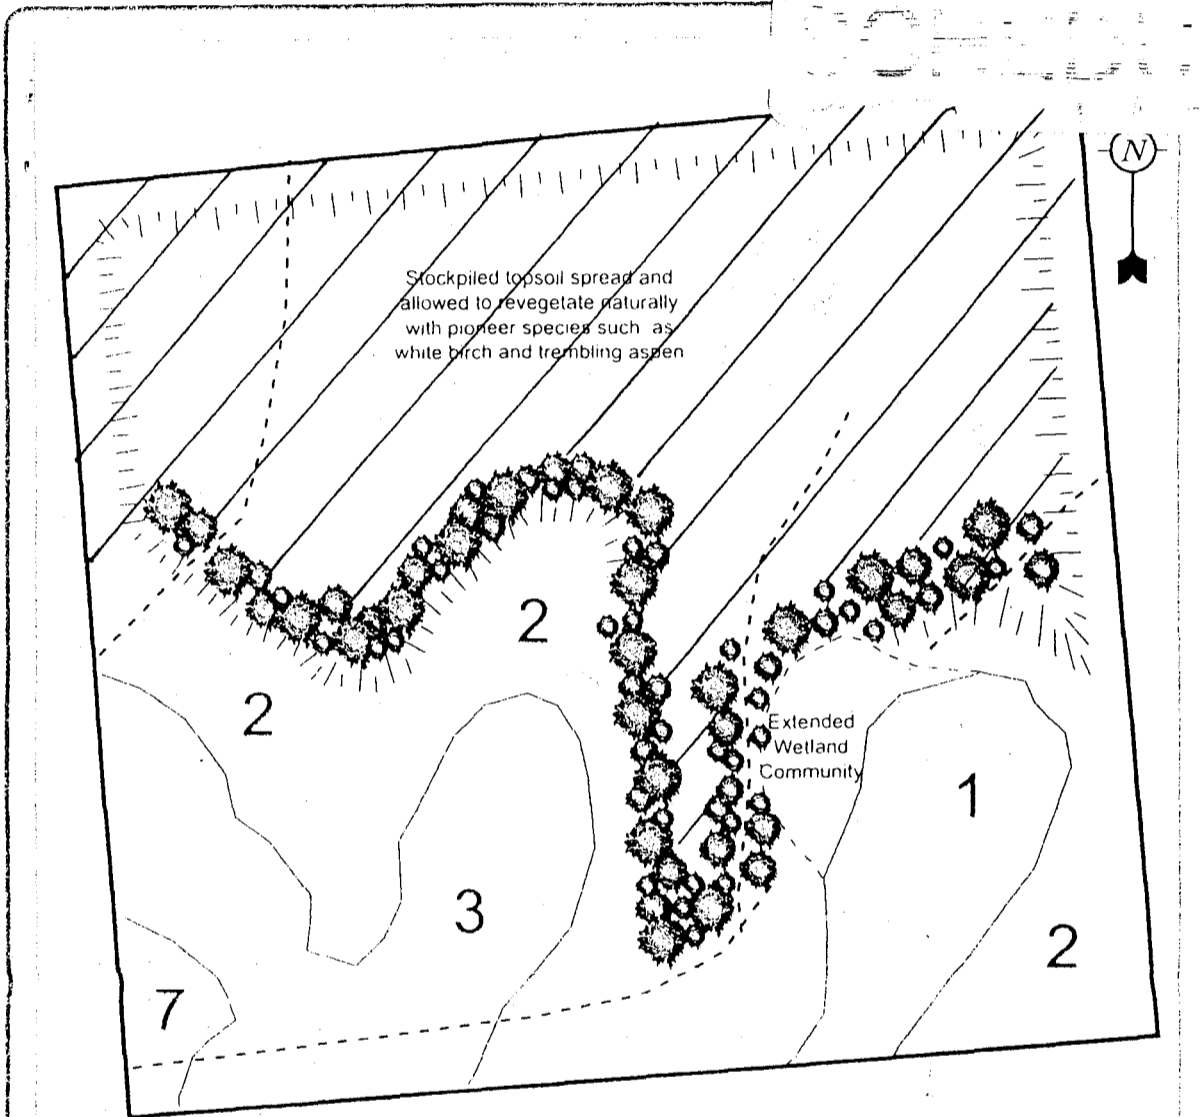 N
Stockpiled topsoil spread and
allowed to revegetate naturally
with pioneer species such as
white birch and trembling aspen
2
2
Extended
Wetland
Community
1
3
2
7